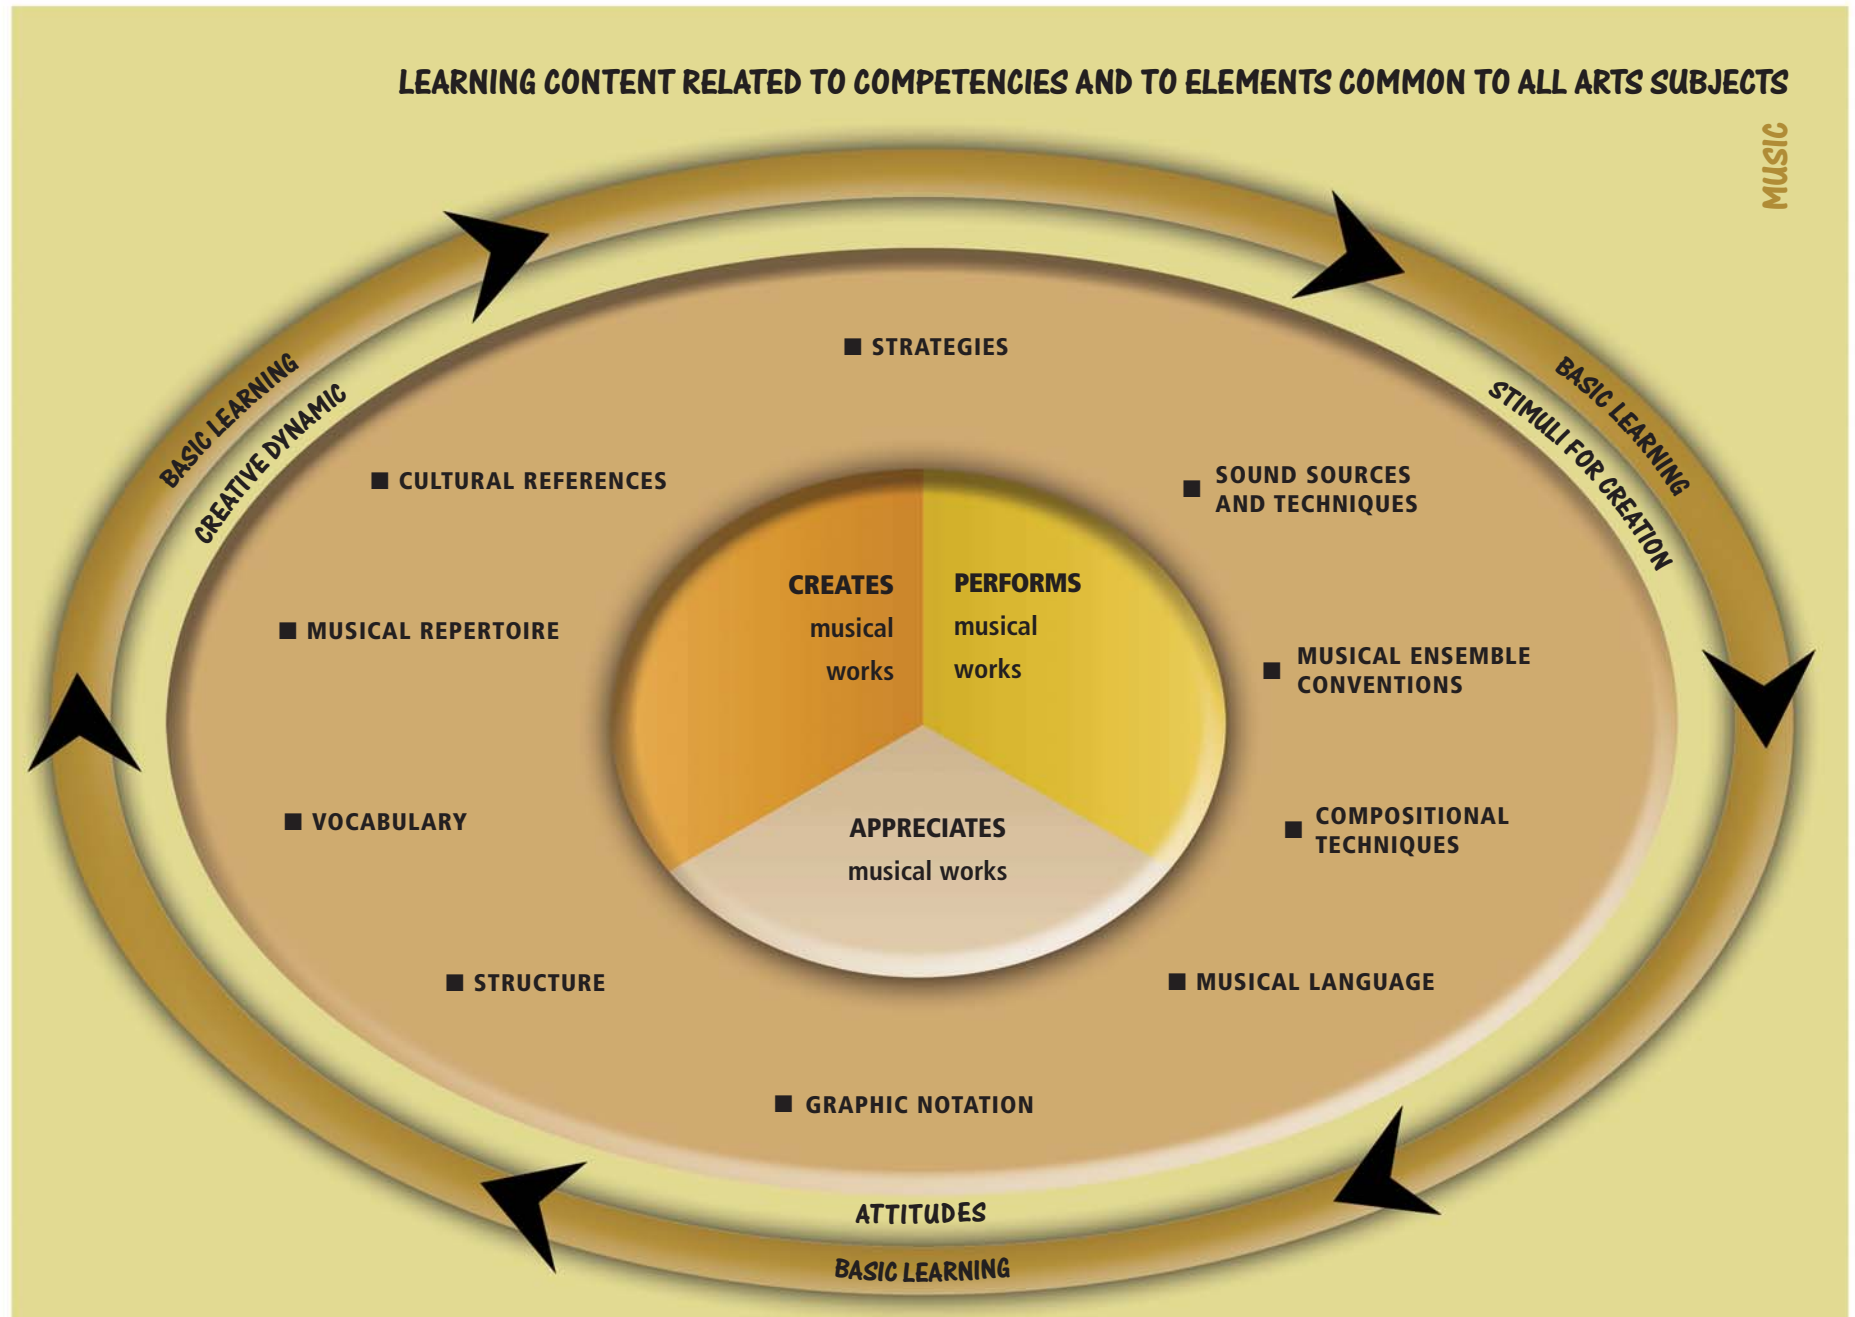 LEARNING CONTENT RELATED TO COMPETENCIES AND TO ELEMENTS COMMON TO ALL ARTS SUBJECTS
MUSIC
BASIC LEARNING
CREATIVE DYNAMIC
BASIC LEARNING
STIMULI FOR CREATION
■ STRATEGIES
■ CULTURAL REFERENCES
■ SOUND SOURCES
AND TECHNIQUES
■ MUSICAL REPERTOIRE
■ MUSICAL ENSEMBLE
CONVENTIONS
■ VOCABULARY
■ COMPOSITIONAL
TECHNIQUES
■ STRUCTURE
■ MUSICAL LANGUAGE
■ GRAPHIC NOTATION
CREATES
musical
works
PERFORMS
musical
works
APPRECIATES
musical works
ATTITUDES
BASIC LEARNING